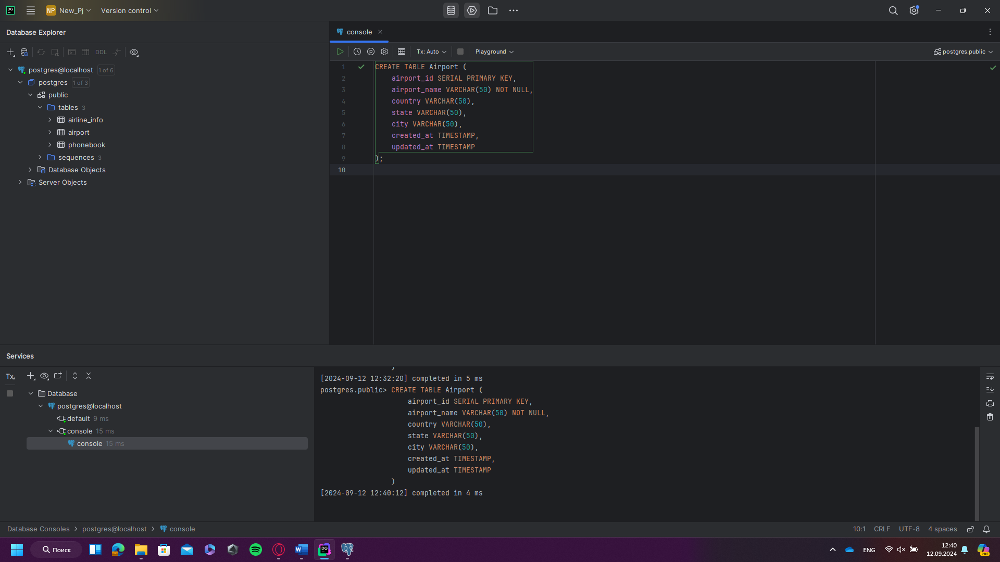 NP New_Pj Version control
Database Explorer
console
DDL
Tx: Auto Playground postgres.public
postgres@localhost 1 of 6
postgres 1 of 3
public
tables 3
airline_info
airport
phonebook
sequences 3
Database Objects
Server Objects
1 CREATE TABLE Airport (
2 airport_id SERIAL PRIMARY KEY,
3 airport_name VARCHAR(50) NOT NULL,
4 country VARCHAR(50),
5 state VARCHAR(50),
6 city VARCHAR(50),
7 created_at TIMESTAMP,
8 updated_at TIMESTAMP
9 );
10
Services
Tx
Database
postgres@localhost
default 9 ms
console 15 ms
console 15 ms
)
[2024-09-12 12:32:20] completed in 5 ms
postgres.public> CREATE TABLE Airport (
airport_id SERIAL PRIMARY KEY,
airport_name VARCHAR(50) NOT NULL,
country VARCHAR(50),
state VARCHAR(50),
city VARCHAR(50),
created_at TIMESTAMP,
updated_at TIMESTAMP
)
[2024-09-12 12:40:12] completed in 4 ms
Database Consoles > postgres@localhost > console
10:1 CRLF UTF-8 4 spaces
Поиск
DG
ENG
12:40
12.09.2024
PRE